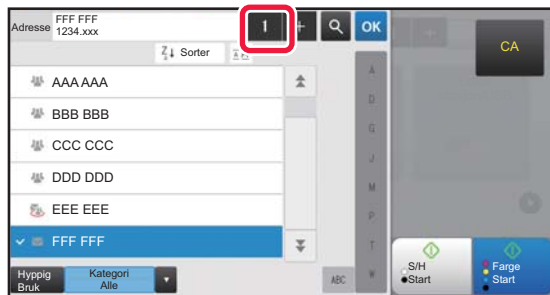 Adresse
FFF FFF
1234.xxx
1
+
OK
CA
Sorter
AAA AAA
BBB BBB
CCC CCC
DDD DDD
EEE EEE
FFF FFF
A
D
G
J
M
P
T
W
ABC
Hyppig
Bruk
Kategori
Alle
S/H
Start
Farge
Start